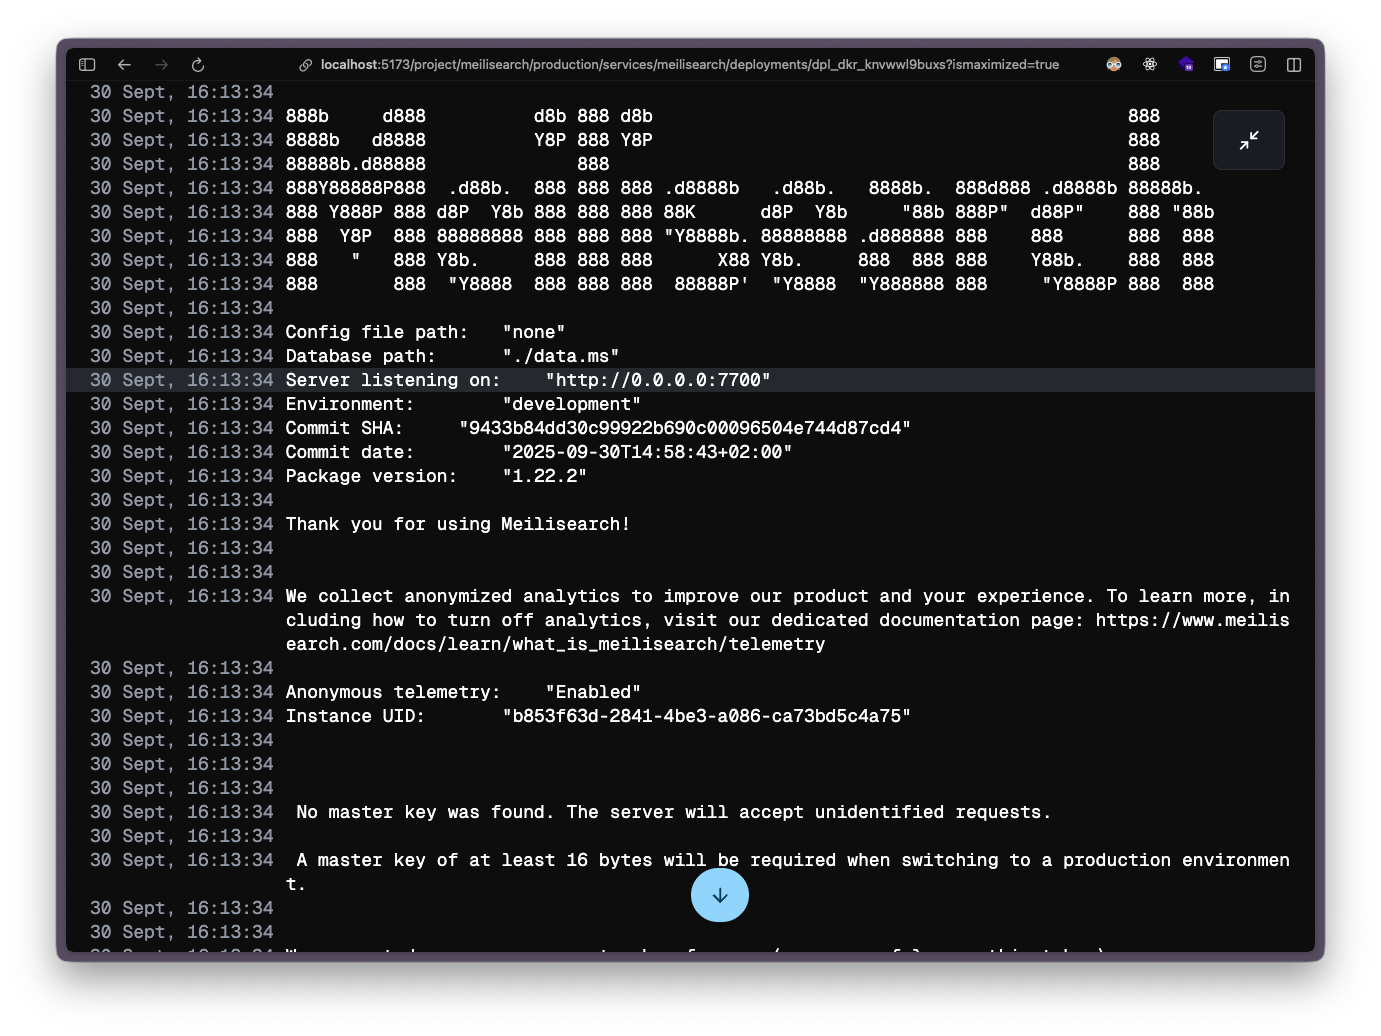 localhost:5173/project/meilisearch/production/services/meilisearch/deployments/dpl_dkr_knvwwl9buxs?ismaximized=true
30 Sept, 16:13:34
30 Sept, 16:13:34 888b     d888          d8b 888 d8b                                            888
30 Sept, 16:13:34 8888b   d8888          Y8P 888 Y8P                                            888
30 Sept, 16:13:34 88888b.d88888              888                                                888
30 Sept, 16:13:34 888Y88888P888  .d88b.  888 888 888 .d8888b   .d88b.   8888b.  888d888 .d8888b 88888b.
30 Sept, 16:13:34 888 Y888P 888 d8P  Y8b 888 888 888 88K      d8P  Y8b     "88b 888P"  d88P"    888 "88b
30 Sept, 16:13:34 888  Y8P  888 88888888 888 888 888 "Y8888b. 88888888 .d888888 888    888      888  888
30 Sept, 16:13:34 888   "   888 Y8b.     888 888 888      X88 Y8b.     888  888 888    Y88b.    888  888
30 Sept, 16:13:34 888       888  "Y8888  888 888 888  88888P'  "Y8888  "Y888888 888     "Y8888P 888  888
30 Sept, 16:13:34
30 Sept, 16:13:34 Config file path:   "none"
30 Sept, 16:13:34 Database path:      "./data.ms"
30 Sept, 16:13:34 Server listening on:    "http://0.0.0.0:7700"
30 Sept, 16:13:34 Environment:        "development"
30 Sept, 16:13:34 Commit SHA:     "9433b84dd30c99922b690c00096504e744d87cd4"
30 Sept, 16:13:34 Commit date:        "2025-09-30T14:58:43+02:00"
30 Sept, 16:13:34 Package version:    "1.22.2"
30 Sept, 16:13:34
30 Sept, 16:13:34 Thank you for using Meilisearch!
30 Sept, 16:13:34
30 Sept, 16:13:34
30 Sept, 16:13:34 We collect anonymized analytics to improve our product and your experience. To learn more, in
cluding how to turn off analytics, visit our dedicated documentation page: https://www.meilis
earch.com/docs/learn/what_is_meilisearch/telemetry
30 Sept, 16:13:34
30 Sept, 16:13:34 Anonymous telemetry:    "Enabled"
30 Sept, 16:13:34 Instance UID:       "b853f63d-2841-4be3-a086-ca73bd5c4a75"
30 Sept, 16:13:34
30 Sept, 16:13:34
30 Sept, 16:13:34
30 Sept, 16:13:34  No master key was found. The server will accept unidentified requests.
30 Sept, 16:13:34
30 Sept, 16:13:34  A master key of at least 16 bytes will be required when switching to a production environmen
t.
30 Sept, 16:13:34
30 Sept, 16:13:34